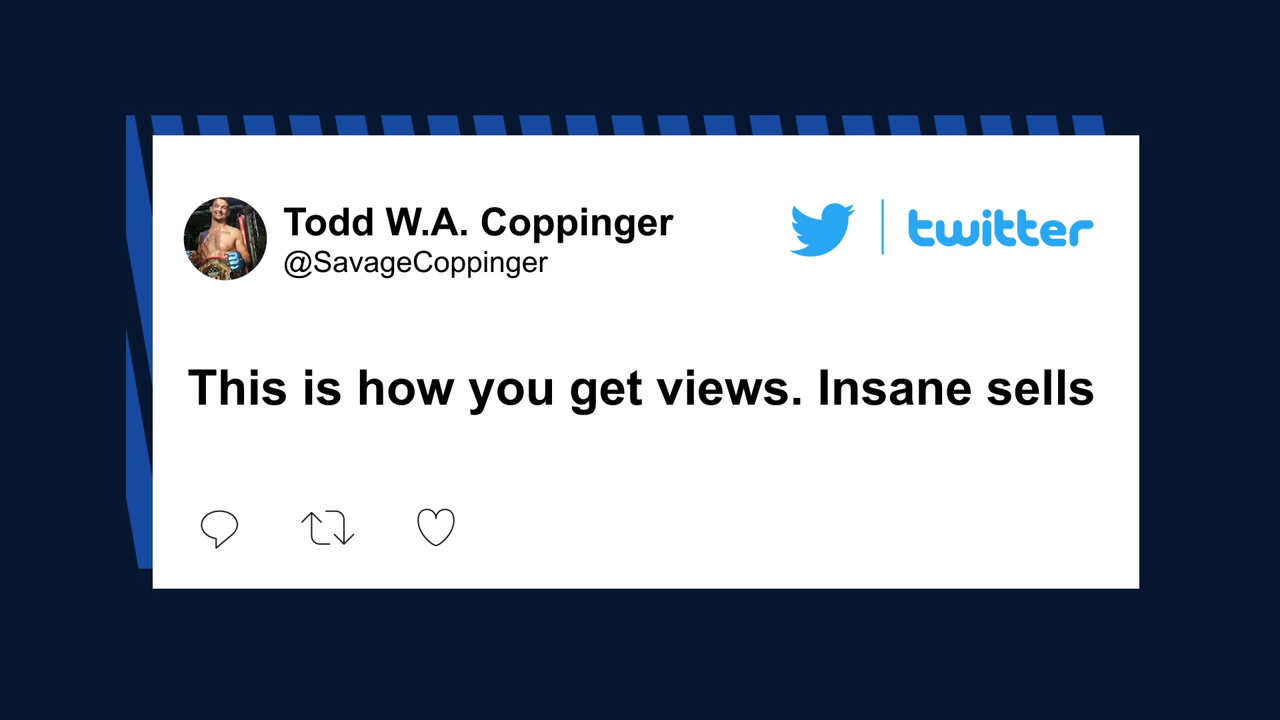 Todd W.A. Coppinger
@SavageCoppinger
twitter
This is how you get views. Insane sells